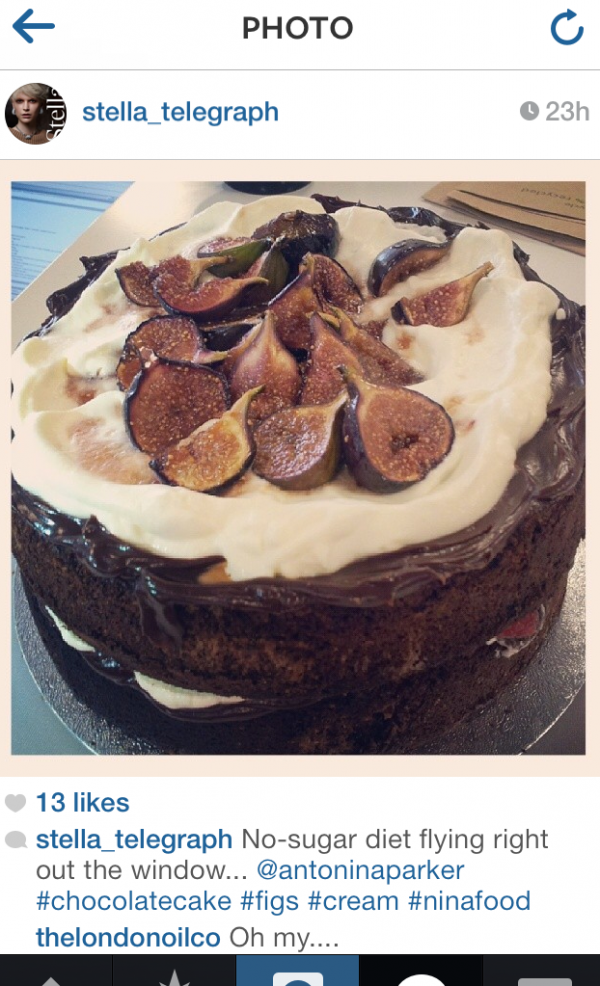 PHOTO
Stella
stella_telegraph
23h
13 likes
stella_telegraph No-sugar diet flying right
out the window... @antoninaparker
#chocolatecake #figs #cream #ninafood
thelondonoilco Oh my....